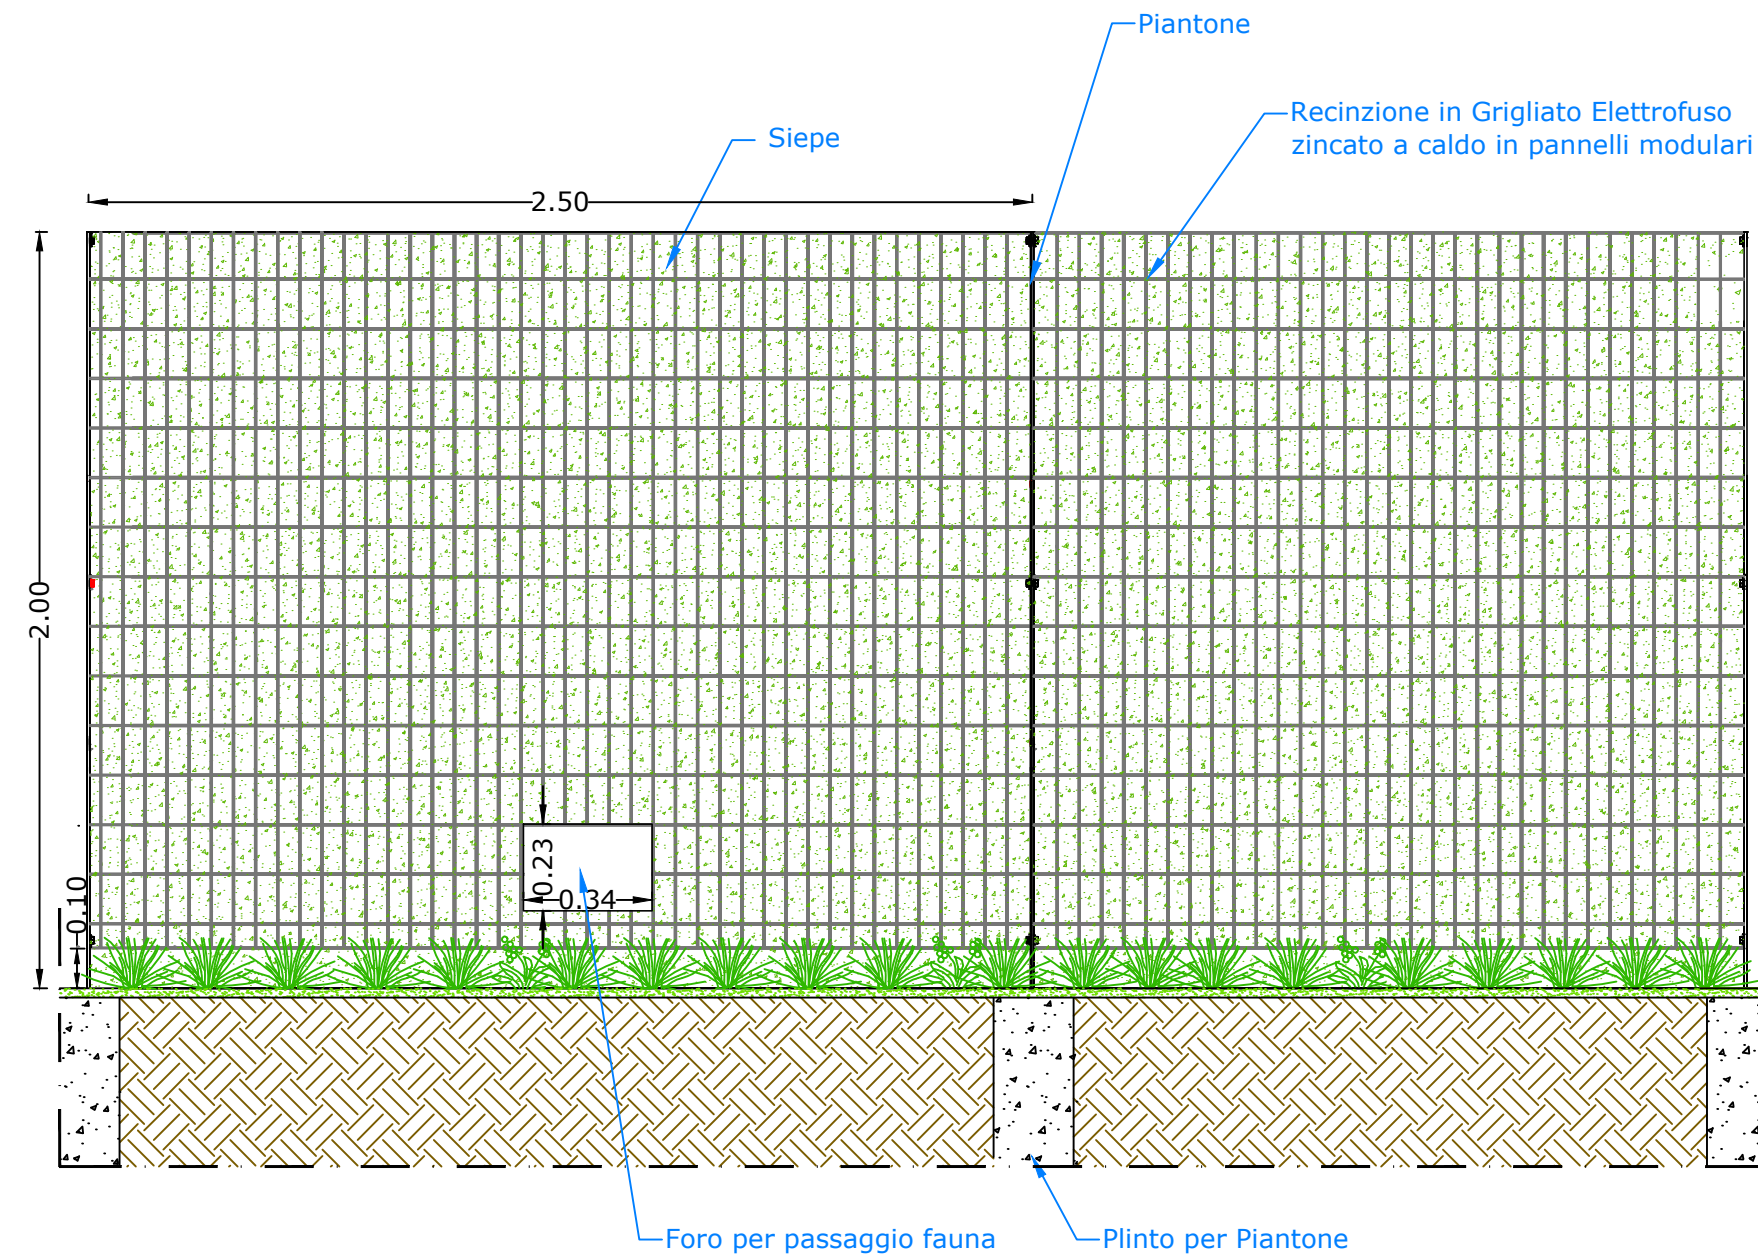 Piantone
Recinzione in Grigliato Elettrofuso
zincato a caldo in pannelli modulari
Siepe
2.50
2.00
0.23
0.34
0.10
Foro per passaggio fauna
Plinto per Piantone